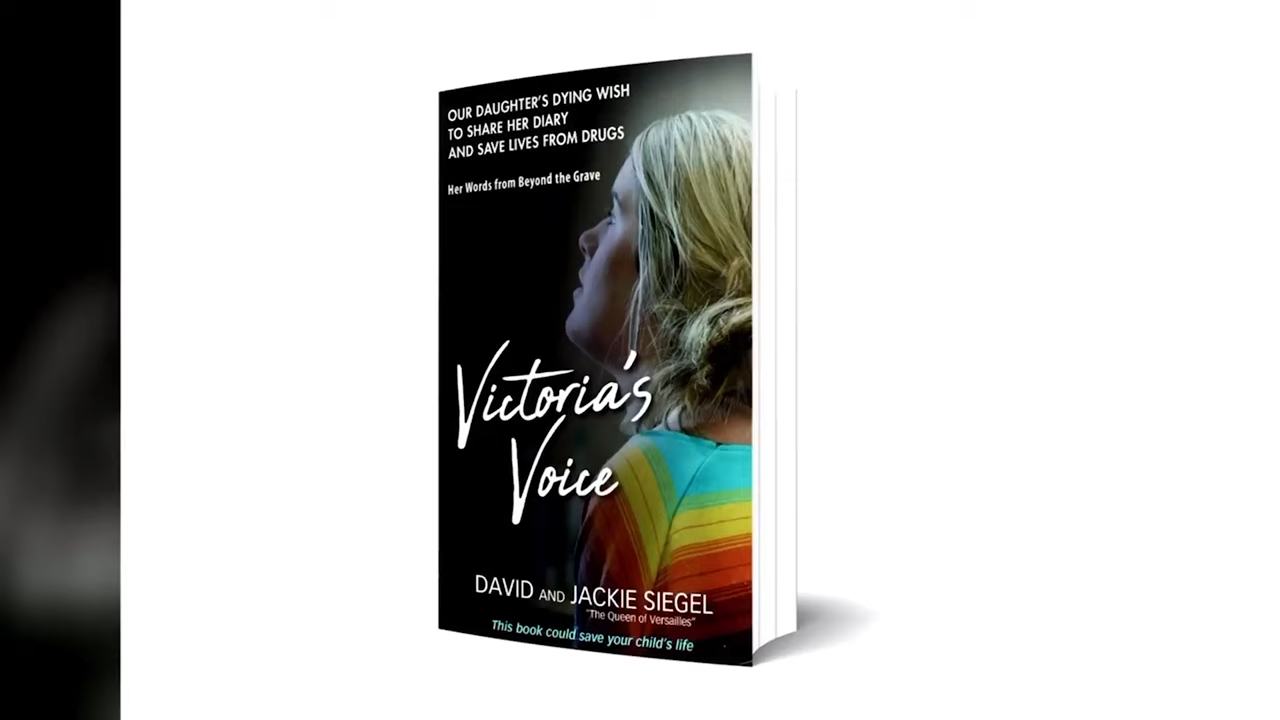 OUR DAUGHTER'S DYING WISH
TO SHARE HER DIARY
AND SAVE LIVES FROM DRUGS
Her Words from Beyond the Grave
Victoria's
Voice
DAVID AND JACKIE SIEGEL
"The Queen of Versailles"
This book could save your child's life